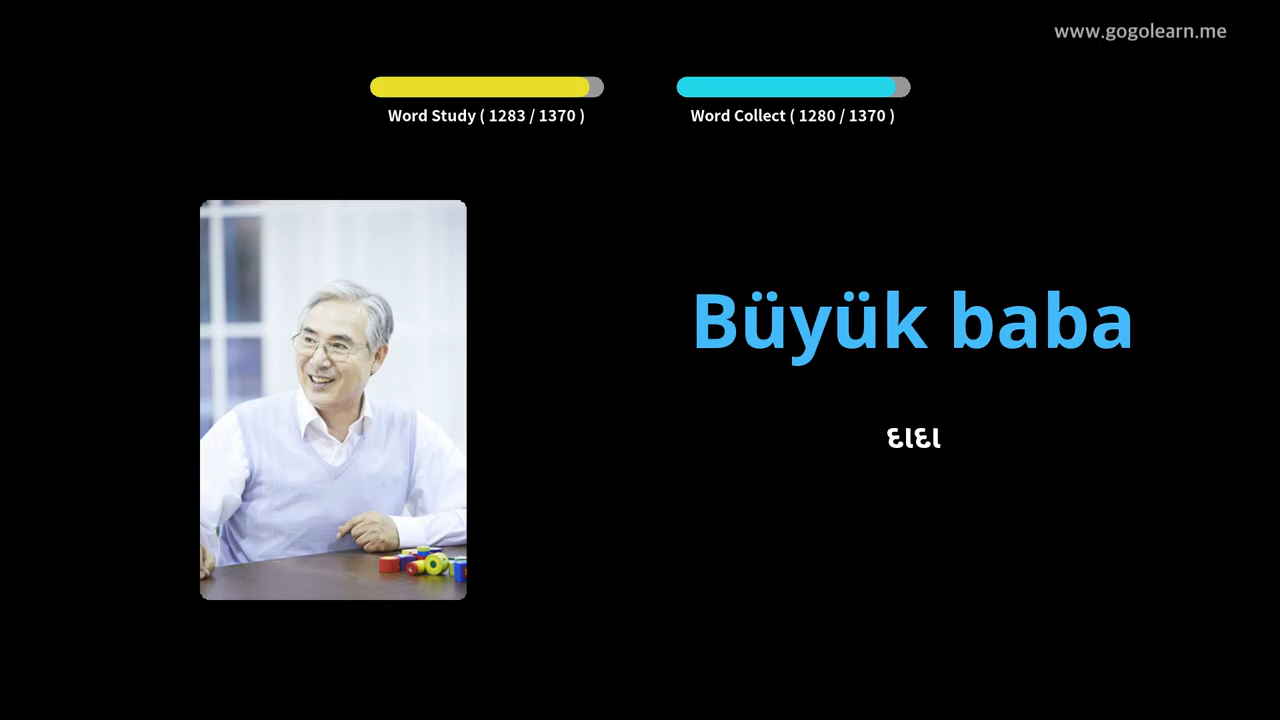 www.gogolearn.me
Word Study ( 1283 / 1370 )
Word Collect ( 1280 / 1370 )
Büyük baba
દાદા